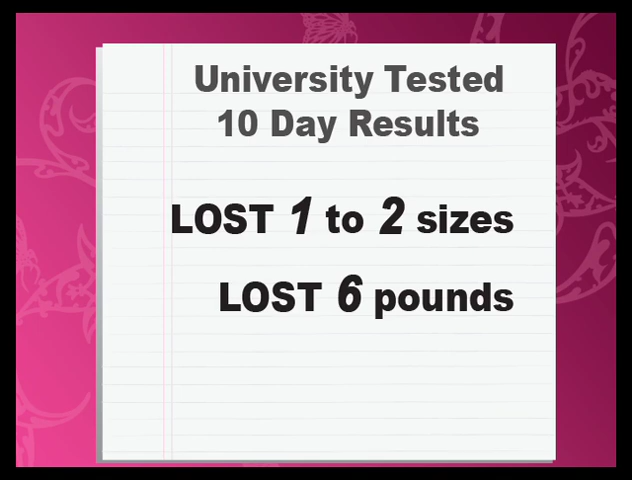 University Tested
10 Day Results
LOST 1 to 2 sizes
LOST 6 pounds